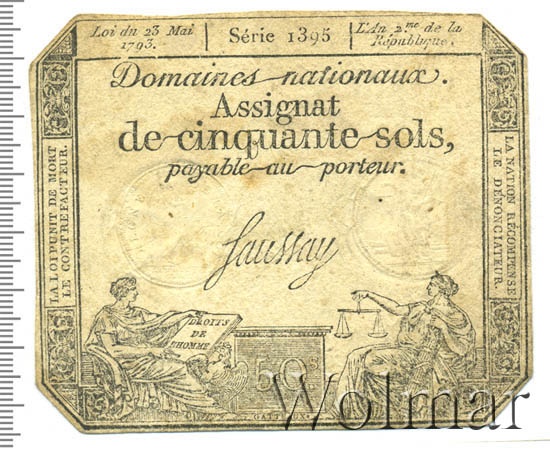 Loi du 23 Mai
1793.
Série 1395
L'An 2.me de la
République.
Domaines nationaux.
Assignat
de cinquante sols,
payable au porteur.
LA LOI PUNIT DE MORT
LE CONTREFACTEUR.
LA NATION RÉCOMPENSE
LE DÉNONCIATEUR.
Saussay
DROITS
DE
L'HOMME
50s
Wolmar